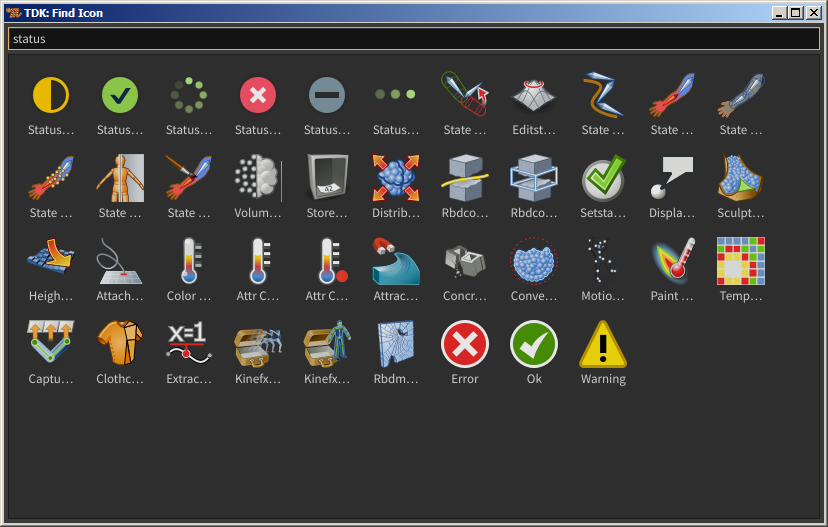 TDK: Find Icon
status
Status... Status... Status... Status... Status... Status... State ... Editst... State ... State ... State ...
State ... State ... State ... Volum... Store... Distrib... Rbdco... Rbdco... Setsta... Displa... Sculpt...
42
Heigh... Attach... Color ... Attr C... Attr C... Attrac... Concr... Conve... Motio... Paint ... Temp...
x=1
Captu... Clothc... Extrac... Kinefx... Kinefx... Rbdm... Error Ok Warning